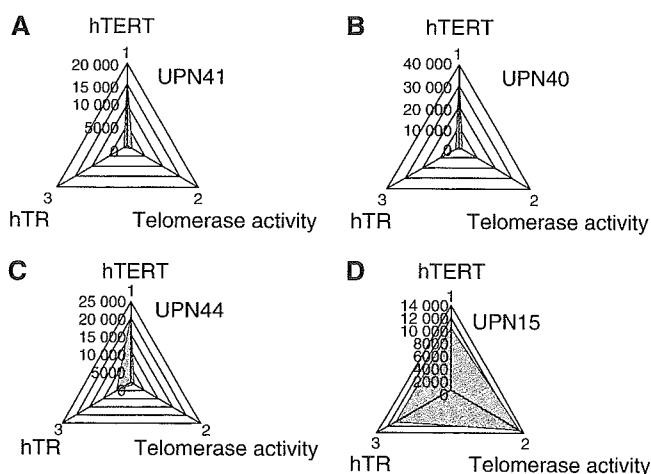 A
hTERT
1
20 000
UPN41
15 000
10 000
5000
0
3
2
hTR
Telomerase activity
B
hTERT
1
40 000
UPN40
30 000
20 000
10 000
0
3
2
hTR
Telomerase activity
C
hTERT
1
25 000
UPN44
20 000
15 000
10 000
5000
0
3
2
hTR
Telomerase activity
D
hTERT
1
14 000
12 000
UPN15
10 000
8000
6000
4000
2000
0
3
2
hTR
Telomerase activity